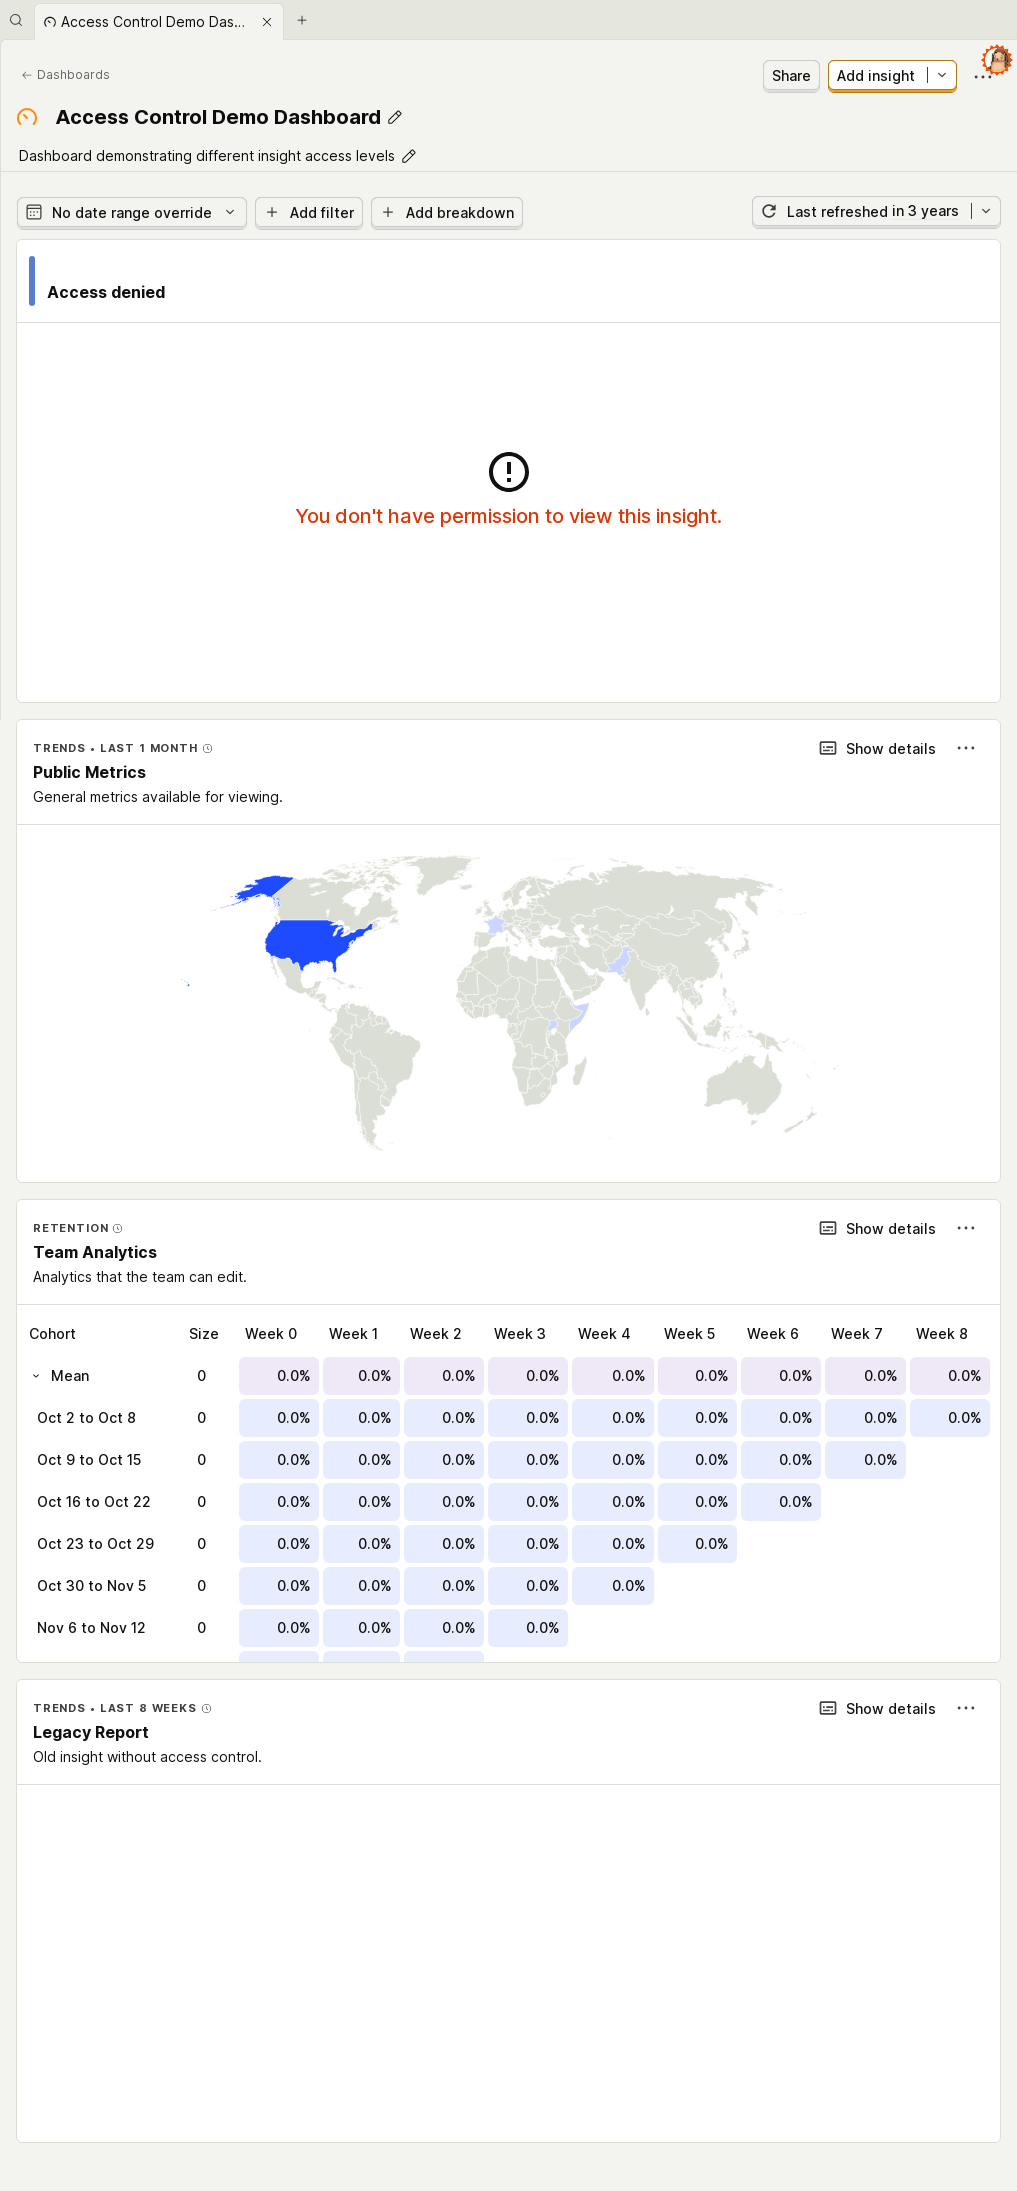 Access Control Demo Das...
Dashboards
Share
Add insight
Access Control Demo Dashboard
Dashboard demonstrating different insight access levels
No date range override
Add filter
Add breakdown
Last refreshed in 3 years
Access denied
You don't have permission to view this insight.
TRENDS • LAST 1 MONTH
Show details
Public Metrics
General metrics available for viewing.
RETENTION
Show details
Team Analytics
Analytics that the team can edit.
Cohort Size Week 0 Week 1 Week 2 Week 3 Week 4 Week 5 Week 6 Week 7 Week 8
Mean 0 0.0% 0.0% 0.0% 0.0% 0.0% 0.0% 0.0% 0.0% 0.0%
Oct 2 to Oct 8 0 0.0% 0.0% 0.0% 0.0% 0.0% 0.0% 0.0% 0.0% 0.0%
Oct 9 to Oct 15 0 0.0% 0.0% 0.0% 0.0% 0.0% 0.0% 0.0% 0.0%
Oct 16 to Oct 22 0 0.0% 0.0% 0.0% 0.0% 0.0% 0.0% 0.0%
Oct 23 to Oct 29 0 0.0% 0.0% 0.0% 0.0% 0.0% 0.0%
Oct 30 to Nov 5 0 0.0% 0.0% 0.0% 0.0% 0.0%
Nov 6 to Nov 12 0 0.0% 0.0% 0.0% 0.0%
TRENDS • LAST 8 WEEKS
Show details
Legacy Report
Old insight without access control.